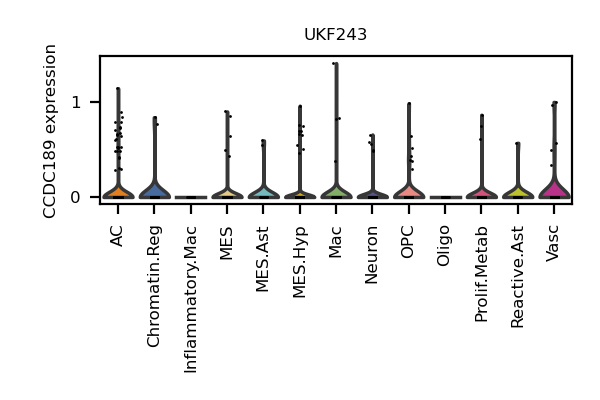 UKF243
CCDC189 expression
1
0
AC
Chromatin.Reg
Inflammatory.Mac
MES
MES.Ast
MES.Hyp
Mac
Neuron
OPC
Oligo
Prolif.Metab
Reactive.Ast
Vasc